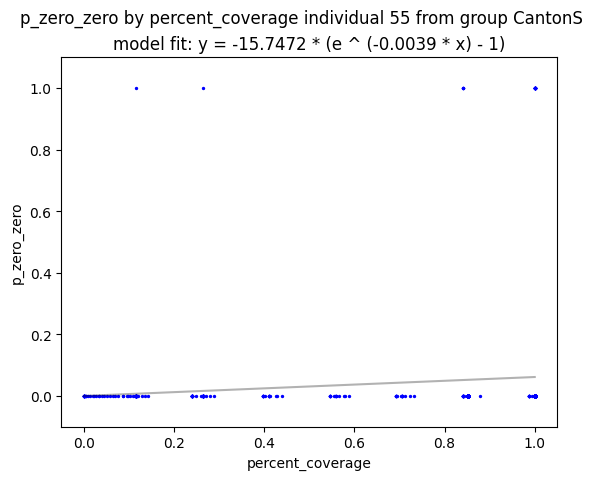 p_zero_zero by percent_coverage individual 55 from group CantonS
model fit: y = -15.7472 * (e ^ (-0.0039 * x) - 1)
1.0
0.8
0.6
0.4
0.2
0.0
p_zero_zero
0.0 0.2 0.4 0.6 0.8 1.0
percent_coverage